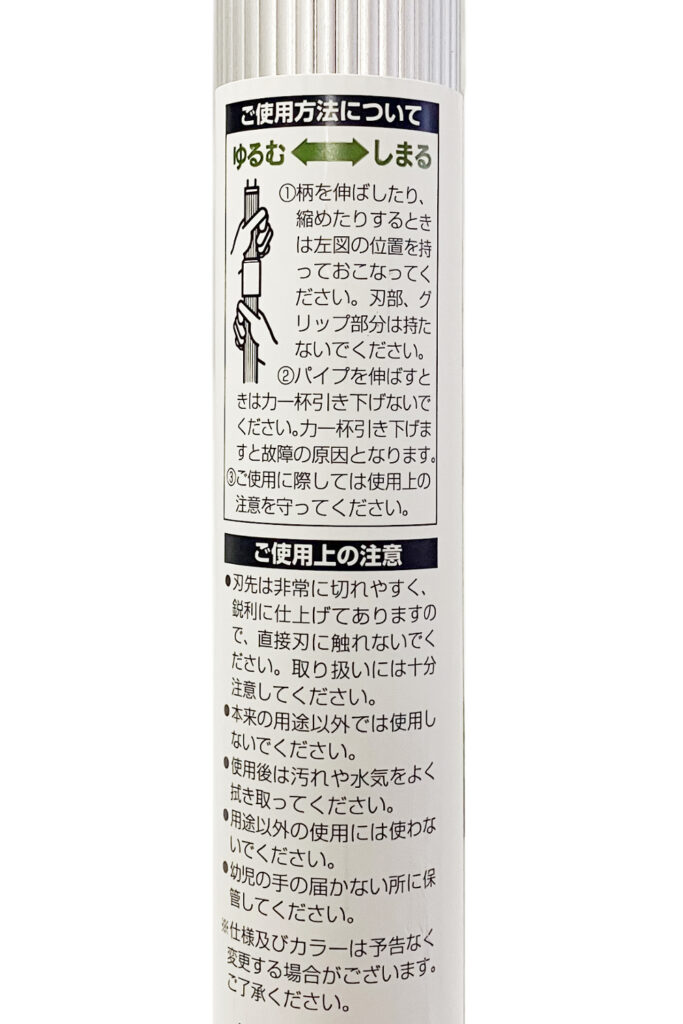 ご使用方法について
ゆるむ しまる
①柄を伸ばしたり、
縮めたりするとき
は左図の位置を持
っておこなってく
ださい。刃部、グ
リップ部分は持た
ないでください。
②パイプを伸ばすと
きは力一杯引き下げないで
ください。力一杯引き下げま
すと故障の原因となります。
③ご使用に際しては使用上の
注意を守ってください。
ご使用上の注意
●刃先は非常に切れやすく、
鋭利に仕上げてありますの
で、直接刃に触れないでく
ださい。取り扱いには十分
注意してください。
●本来の用途以外では使用し
ないでください。
●使用後は汚れや水気をよく
拭き取ってください。
●用途以外の使用には使わな
いでください。
●幼児の手の届かない所に保
管してください。
※仕様及びカラーは予告なく
変更する場合がございます。
ご了承ください。